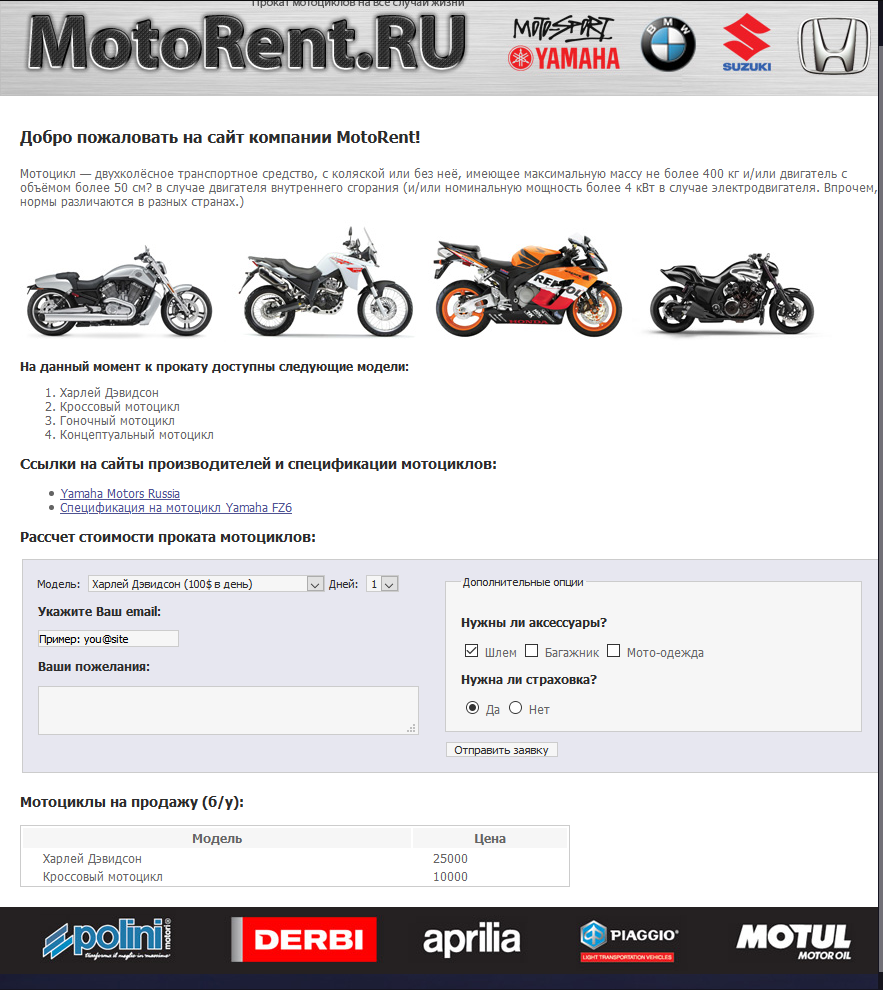 Прокат мотоциклов на все случаи жизни
MotoRent.RU
MOTOSPORT
YAMAHA
BMW
SUZUKI
Добро пожаловать на сайт компании MotoRent!
Мотоцикл — двухколёсное транспортное средство, с коляской или без неё, имеющее максимальную массу не более 400 кг и/или двигатель с
объёмом более 50 см? в случае двигателя внутреннего сгорания (и/или номинальную мощность более 4 кВт в случае электродвигателя. Впрочем,
нормы различаются в разных странах.)
REPSOL
HONDA
На данный момент к прокату доступны следующие модели:
1. Харлей Дэвидсон
2. Кроссовый мотоцикл
3. Гоночный мотоцикл
4. Концептуальный мотоцикл
Ссылки на сайты производителей и спецификации мотоциклов:
Yamaha Motors Russia
Спецификация на мотоцикл Yamaha FZ6
Рассчет стоимости проката мотоциклов:
Модель: Харлей Дэвидсон (100$ в день) Дней: 1
Укажите Ваш email:
Пример: you@site
Ваши пожелания:
Дополнительные опции
Нужны ли аксессуары?
Шлем Багажник Мото-одежда
Нужна ли страховка?
Да Нет
Отправить заявку
Мотоциклы на продажу (б/у):
Модель Цена
Харлей Дэвидсон 25000
Кроссовый мотоцикл 10000
polini motori
Uniforma il meglio in massimo
DERBI
aprilia
PIAGGIO
LIGHT TRANSPORTATION VEHICLES
MOTUL
MOTOR OIL